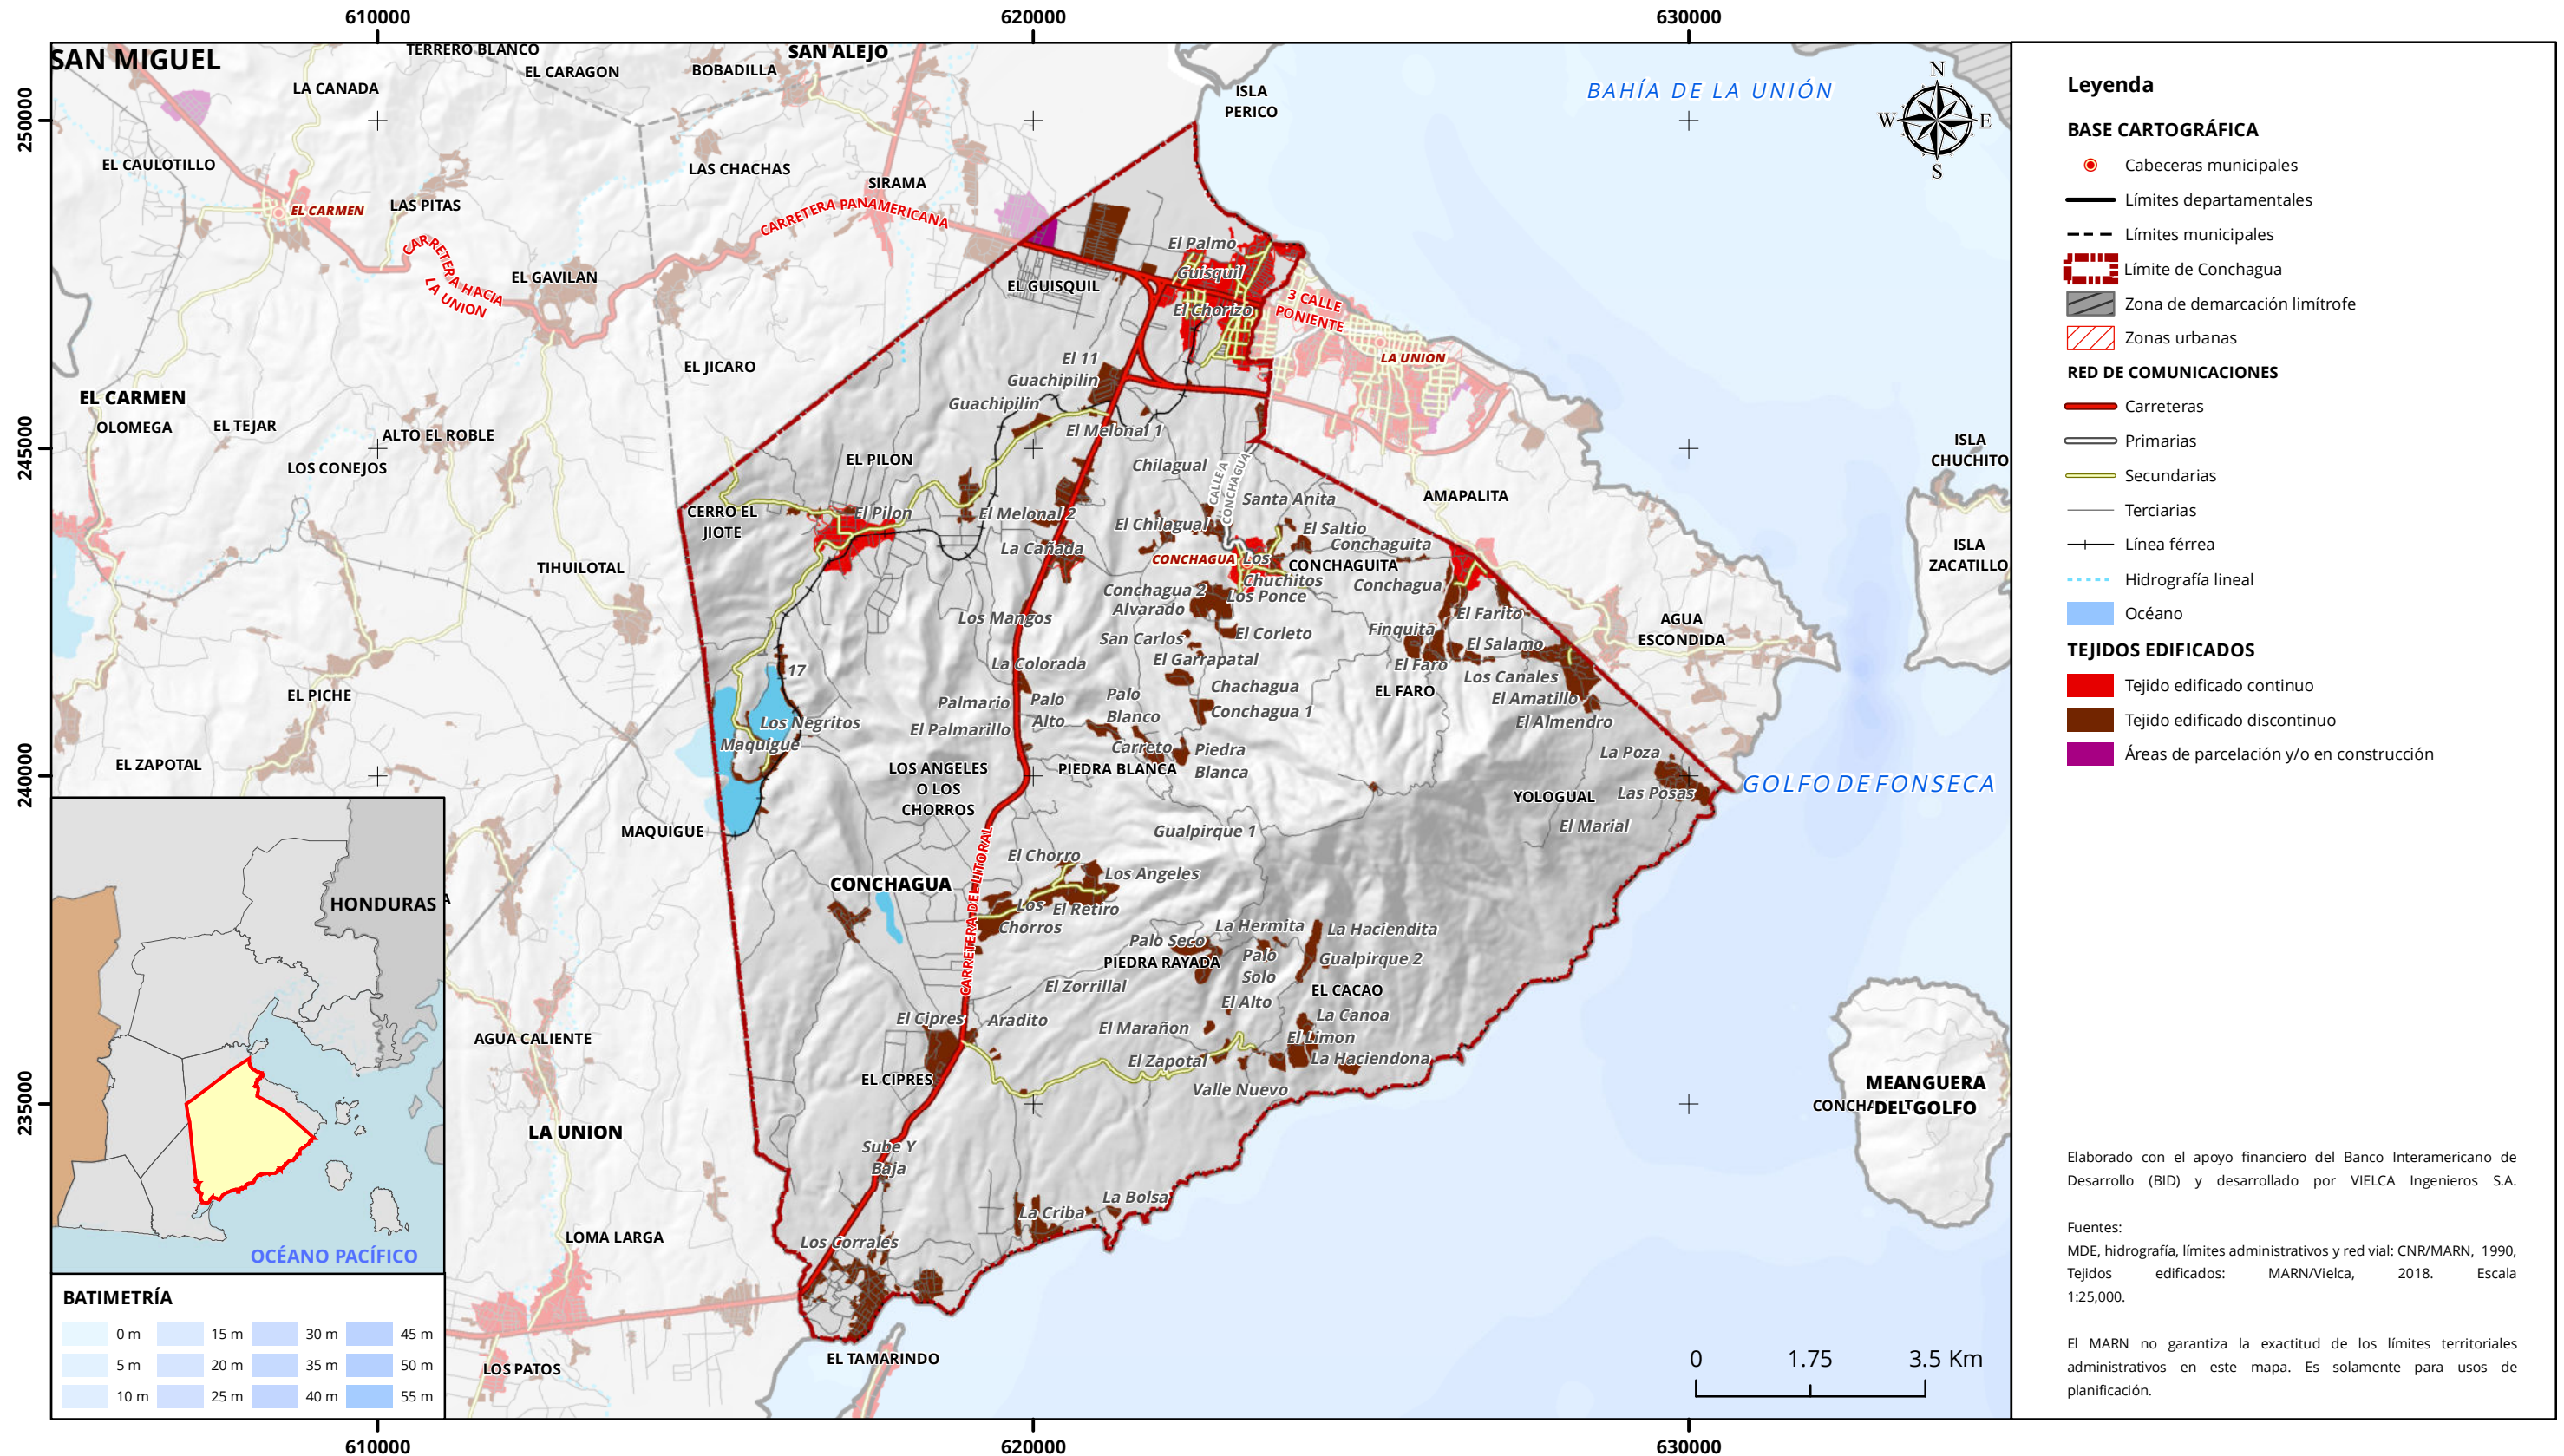 610000
620000
630000
SAN MIGUEL
TERRERO BLANCO
SAN ALEJO
EL CARAGON
BOBADILLA
LA CANADA
ISLA
PERICO
BAHÍA DE LA UNIÓN
N
W
E
S
250000
EL CAULOTILLO
LAS CHACHAS
SIRAMA
EL CARMEN
LAS PITAS
CARRETERA PANAMERICANA
CARRETERA HACIA
LA UNION
EL GAVILAN
EL GUISQUIL
El Palmo
Guisquil
El Chorizo
3 CALLE
PONIENTE
LA UNION
EL JICARO
El 11
Guachipilin
Guachipilin
El Melonal 1
EL CARMEN
OLOMEGA
EL TEJAR
ALTO EL ROBLE
LOS CONEJOS
245000
EL PILON
Chilagual
CALLE A
CONCHAGUA
Santa Anita
AMAPALITA
ISLA
CHUCHITO
CERRO EL
JIOTE
El Pilon
El Melonal 2
El Chilagual
El Saltio
La Cañada
CONCHAGUA
Los
Chuchitos
Conchaguita
CONCHAGUITA
ISLA
ZACATILLO
TIHUILOTAL
Conchagua 2
Alvarado
Los Ponce
Conchagua
Los Mangos
El Farito
San Carlos
El Corleto
Finquita
El Salamo
AGUA
ESCONDIDA
El Garrapatal
La Colorada
El Faro
Los Canales
17
EL PICHE
Palmario
Palo
Alto
Palo
Blanco
Chachagua
Conchagua 1
EL FARO
El Amatillo
El Almendro
Los Negritos
Maquigue
El Palmarillo
Carreto
Piedra
Blanca
La Poza
240000
EL ZAPOTAL
LOS ANGELES
O LOS
CHORROS
PIEDRA BLANCA
YOLOGUAL
Las Posas
GOLFO DE FONSECA
MAQUIGUE
Gualpirque 1
El Marial
El Chorro
Los Angeles
CONCHAGUA
CARRETERA DEL LITORAL
Los
Chorros
El Retiro
La Hermita
La Haciendita
Palo Seco
PIEDRA RAYADA
Palo
Solo
Gualpirque 2
El Zorrillal
EL CACAO
El Alto
La Canoa
El Cipres
Aradito
El Marañon
El Limon
AGUA CALIENTE
El Zapotal
La Haciendona
EL CIPRES
Valle Nuevo
MEANGUERA
DEL GOLFO
235000
LA UNION
Sube Y
Baja
La Bolsa
La Criba
LOMA LARGA
Los Corrales
EL TAMARINDO
LOS PATOS
0
1.75
3.5 Km
HONDURAS
OCÉANO PACÍFICO
BATIMETRÍA
0 m
15 m
30 m
45 m
5 m
20 m
35 m
50 m
10 m
25 m
40 m
55 m
610000
620000
630000
Leyenda
BASE CARTOGRÁFICA
Cabeceras municipales
Límites departamentales
Límites municipales
Límite de Conchagua
Zona de demarcación limítrofe
Zonas urbanas
RED DE COMUNICACIONES
Carreteras
Primarias
Secundarias
Terciarias
Línea férrea
Hidrografía lineal
Océano
TEJIDOS EDIFICADOS
Tejido edificado continuo
Tejido edificado discontinuo
Áreas de parcelación y/o en construcción
Elaborado con el apoyo financiero del Banco Interamericano de
Desarrollo (BID) y desarrollado por VIELCA Ingenieros S.A.
Fuentes:
MDE, hidrografía, límites administrativos y red vial: CNR/MARN, 1990,
Tejidos edificados: MARN/Vielca, 2018. Escala
1:25,000.
El MARN no garantiza la exactitud de los límites territoriales
administrativos en este mapa. Es solamente para usos de
planificación.